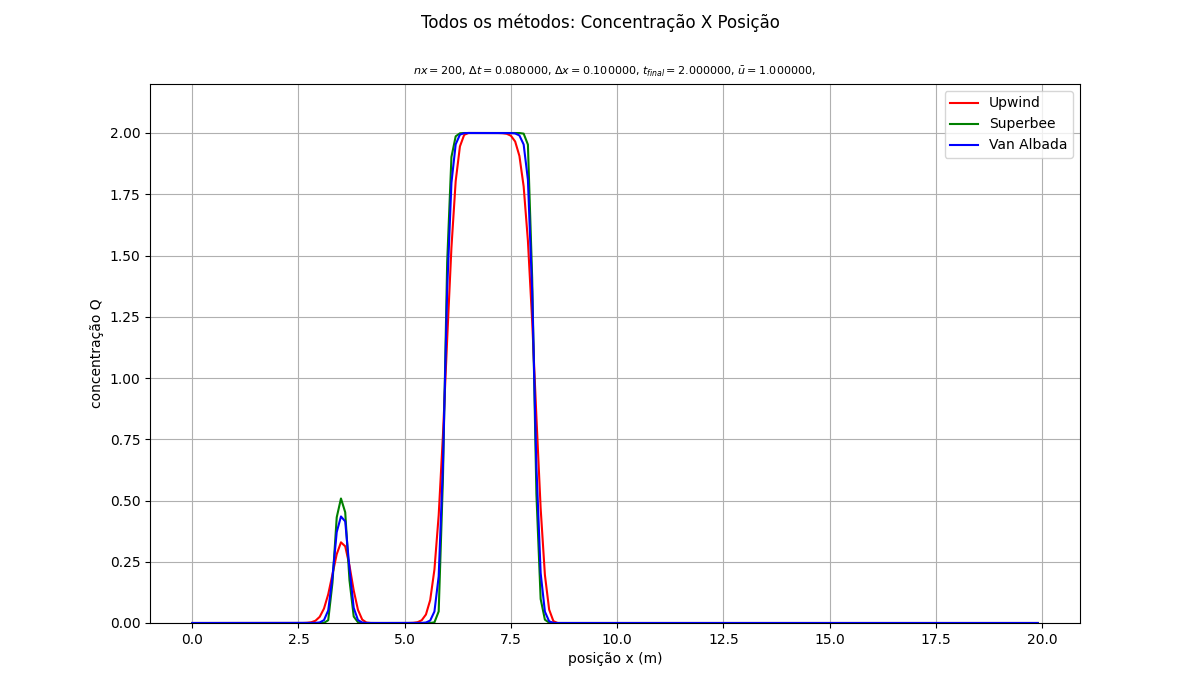 Todos os métodos: Concentração X Posição
nx = 200, Δt = 0.080000, Δx = 0.100000, t_final = 2.000000, ū = 1.000000,
Upwind
Superbee
Van Albada
2.00
1.75
1.50
1.25
1.00
0.75
0.50
0.25
0.00
concentração Q
0.0 2.5 5.0 7.5 10.0 12.5 15.0 17.5 20.0
posição x (m)